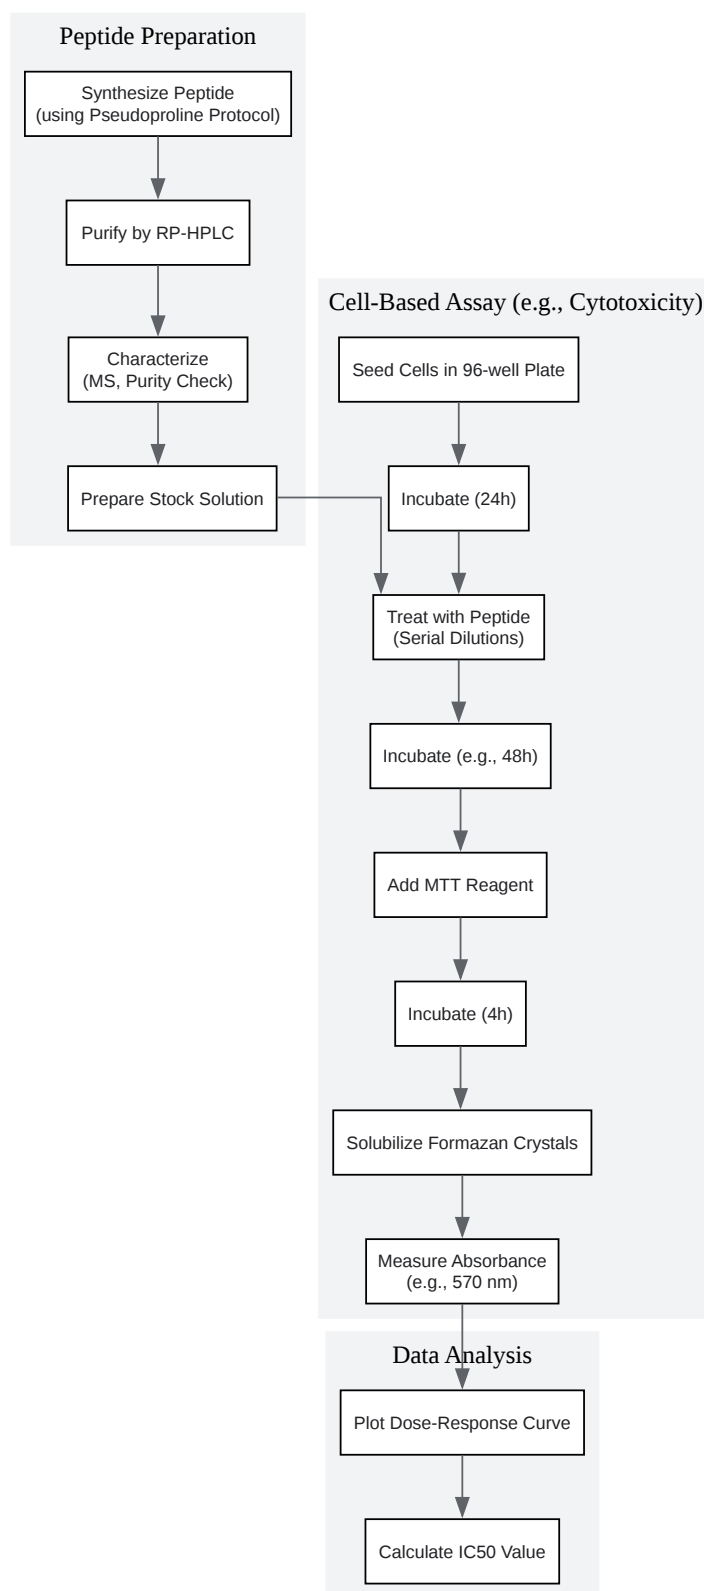 Peptide Preparation
Synthesize Peptide
(using Pseudoproline Protocol)
Purify by RP-HPLC
Characterize
(MS, Purity Check)
Prepare Stock Solution
Cell-Based Assay (e.g., Cytotoxicity)
Seed Cells in 96-well Plate
Incubate (24h)
Treat with Peptide
(Serial Dilutions)
Incubate (e.g., 48h)
Add MTT Reagent
Incubate (4h)
Solubilize Formazan Crystals
Measure Absorbance
(e.g., 570 nm)
Data Analysis
Plot Dose-Response Curve
Calculate IC50 Value